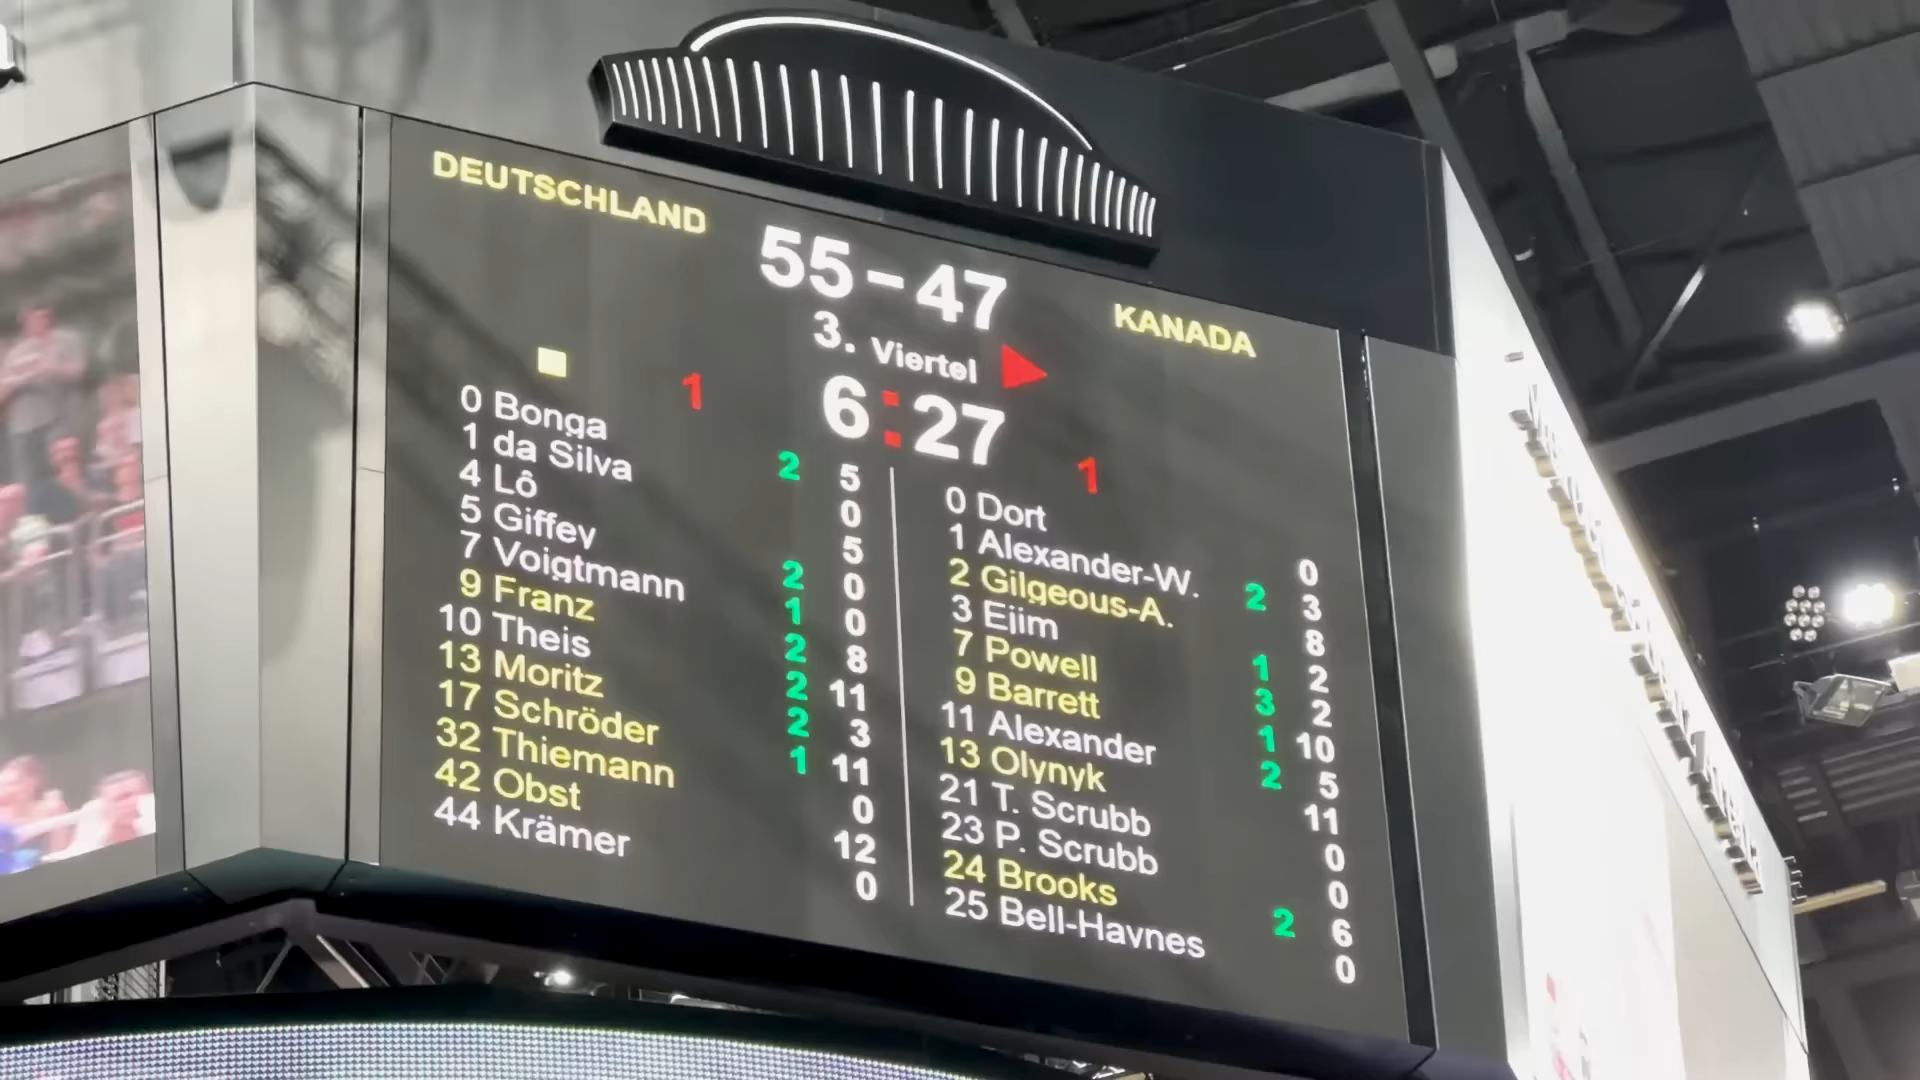 DEUTSCHLAND
55-47
KANADA
3. Viertel
1
6:27
1
0 Bonga 2 5
1 da Silva 0
4 Lô 5
5 Giffey 2 0
7 Voigtmann 1 0
9 Franz 2 8
10 Theis 2 11
13 Moritz 2 3
17 Schröder 1 11
32 Thiemann 0
42 Obst 12
44 Krämer 0
0 Dort 0
1 Alexander-W. 2 3
2 Gilgeous-A. 8
3 Ejim 1 2
7 Powell 3 2
9 Barrett 1 10
11 Alexander 2 5
13 Olynyk 11
21 T. Scrubb 0
23 P. Scrubb 0
24 Brooks 2 6
25 Bell-Haynes 0